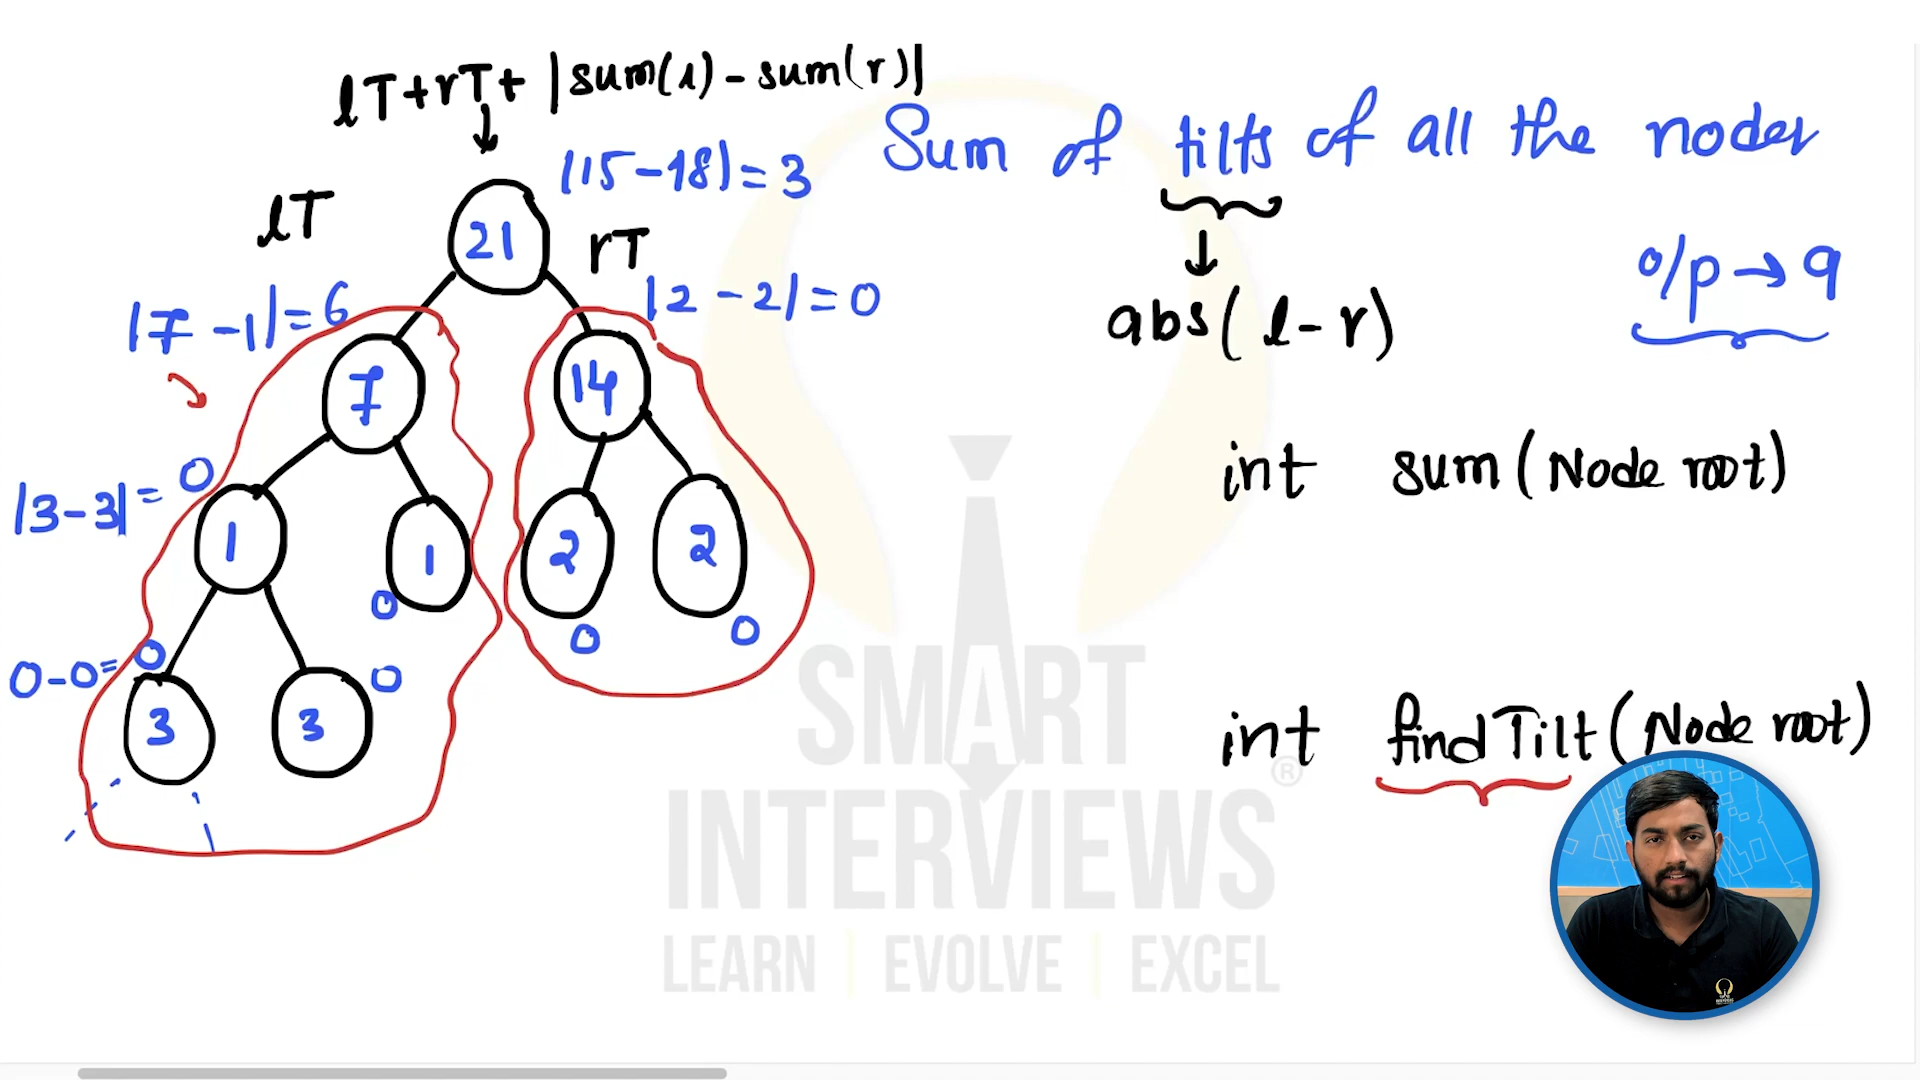 lT+rT+ |sum(l)-sum(r)|
↓
Sum of tilts of all the nodes
|15-18|=3
lT
21
rT
↓
o/p→9
|7-1|=6
|2-2|=0
abs(l-r)
7
14
|3-3|=0
int sum(Node root)
1
1
2
2
0
0
0
0-0=0
0
3
3
int findTilt(Node root)
SMART
INTERVIEWS®
LEARN | EVOLVE | EXCEL